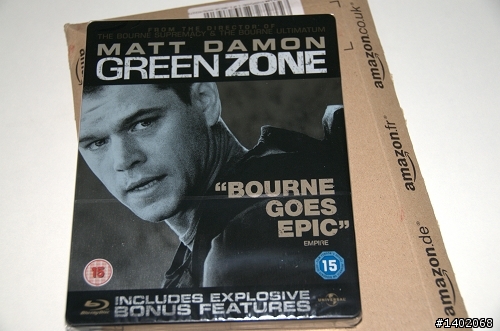 FROM THE DIRECTOR OF
THE BOURNE SUPREMACY & THE BOURNE ULTIMATUM
MATT DAMON
GREEN ZONE
"BOURNE
GOES
EPIC"
EMPIRE
15
15
INCLUDES EXPLOSIVE
BONUS FEATURES
UNIVERSAL
amazon.co.uk
amazon.fr
amazon.de
#1402068